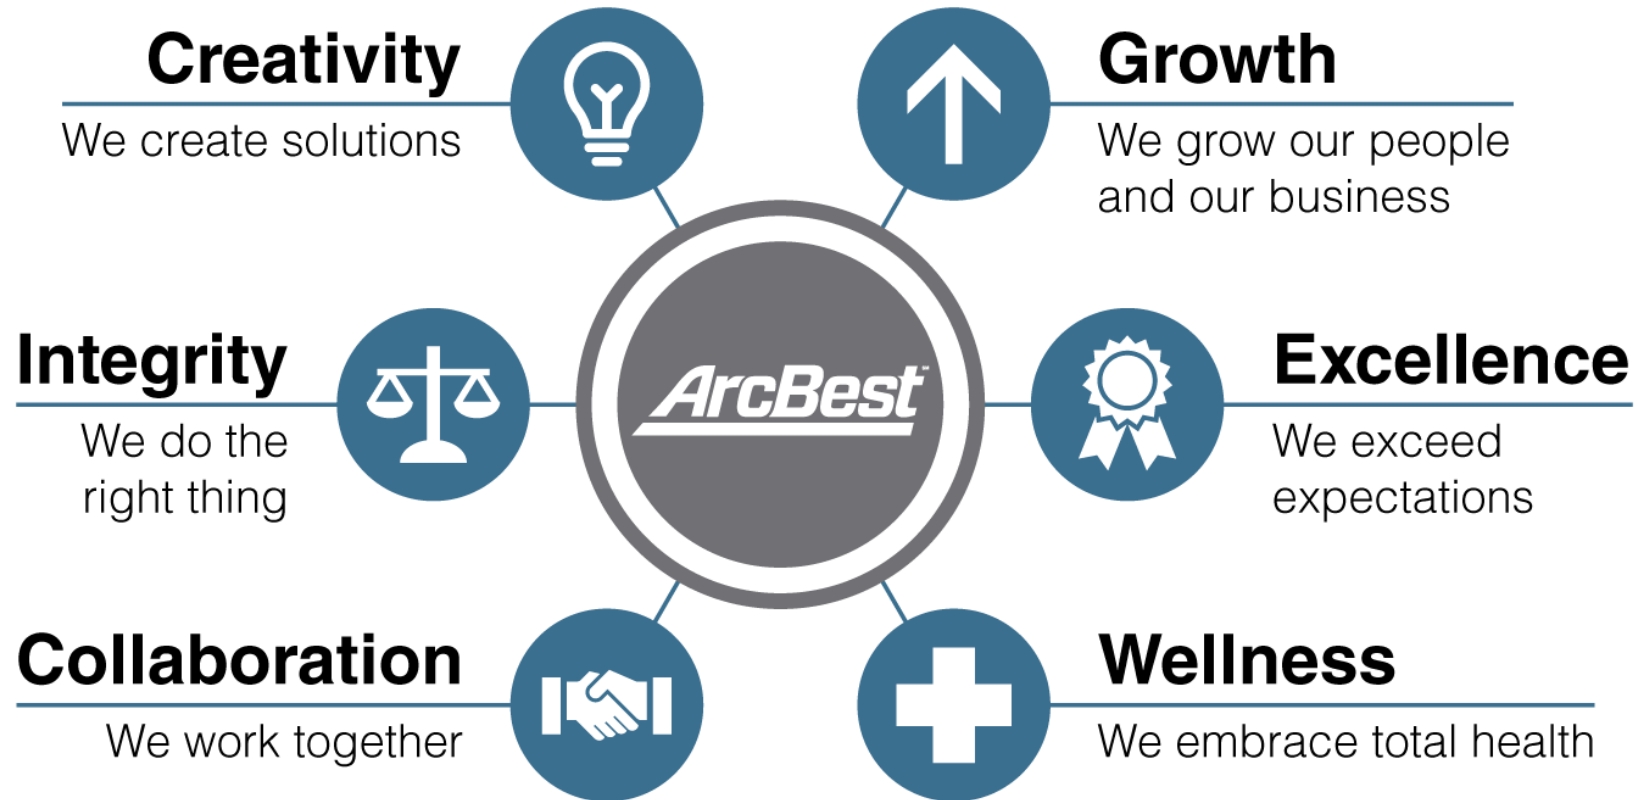 Creativity
We create solutions
Growth
We grow our people
and our business
Integrity
We do the
right thing
ArcBest™
Excellence
We exceed
expectations
Collaboration
We work together
Wellness
We embrace total health